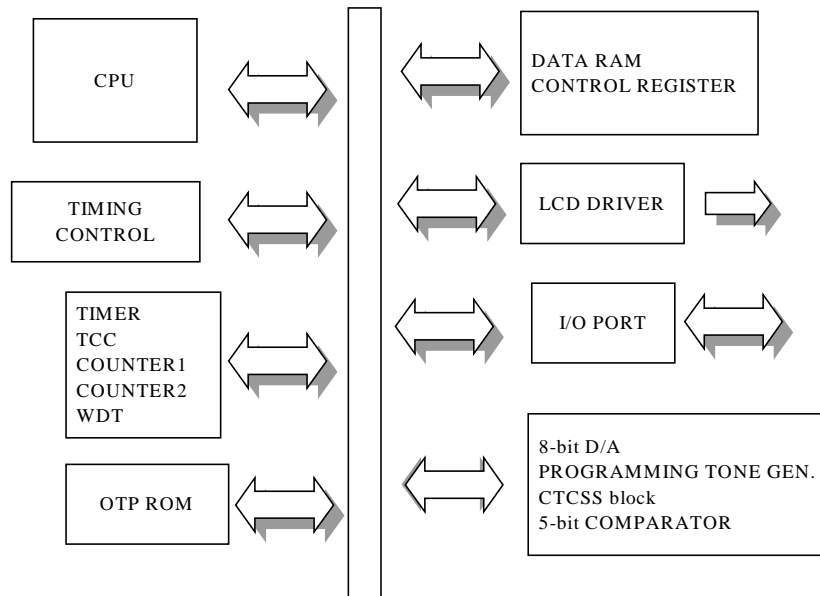 CPU
DATA RAM
CONTROL REGISTER
TIMING
CONTROL
LCD DRIVER
TIMER
TCC
COUNTER1
COUNTER2
WDT
I/O PORT
OTP ROM
8-bit D/A
PROGRAMMING TONE GEN.
CTCSS block
5-bit COMPARATOR